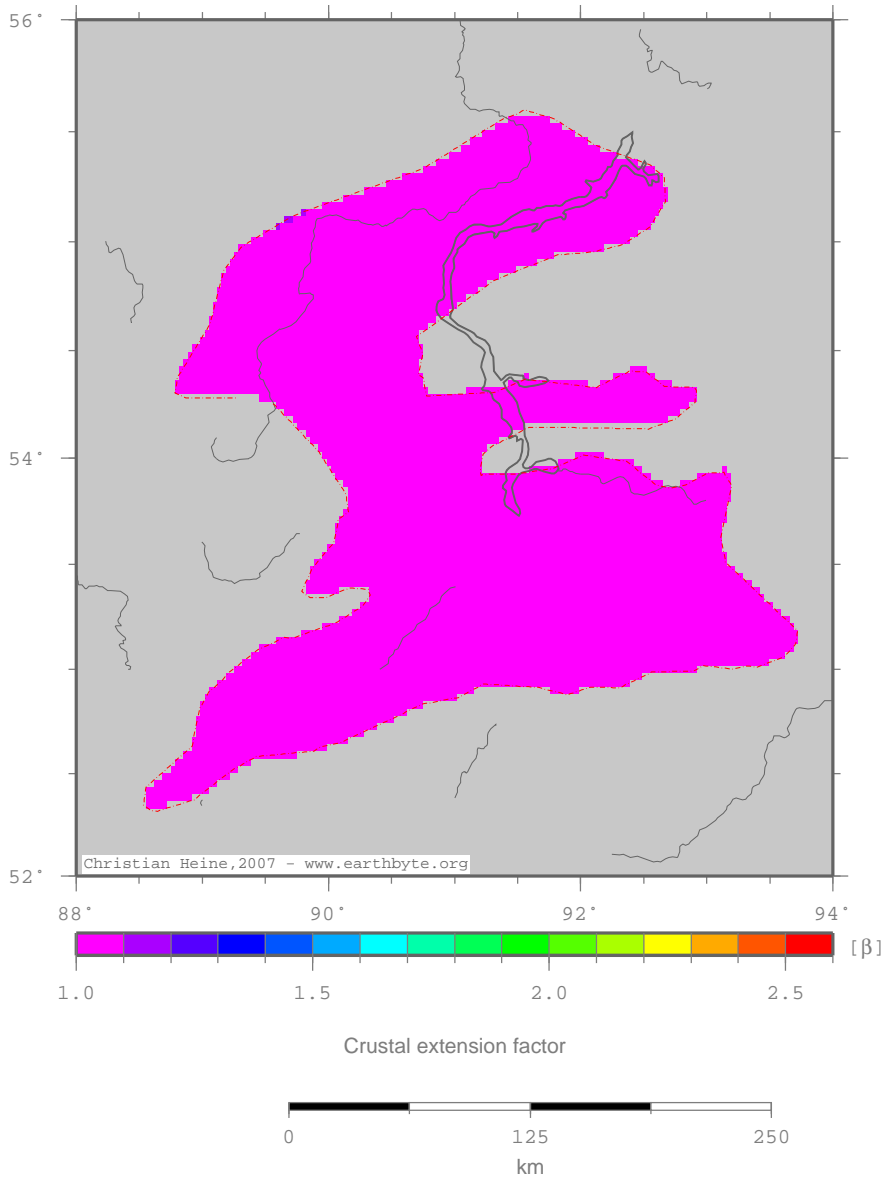 56°
54°
Christian Heine,2007 - www.earthbyte.org
52°
88° 90° 92° 94°
[β]
1.0 1.5 2.0 2.5
Crustal extension factor
0 125 250
km